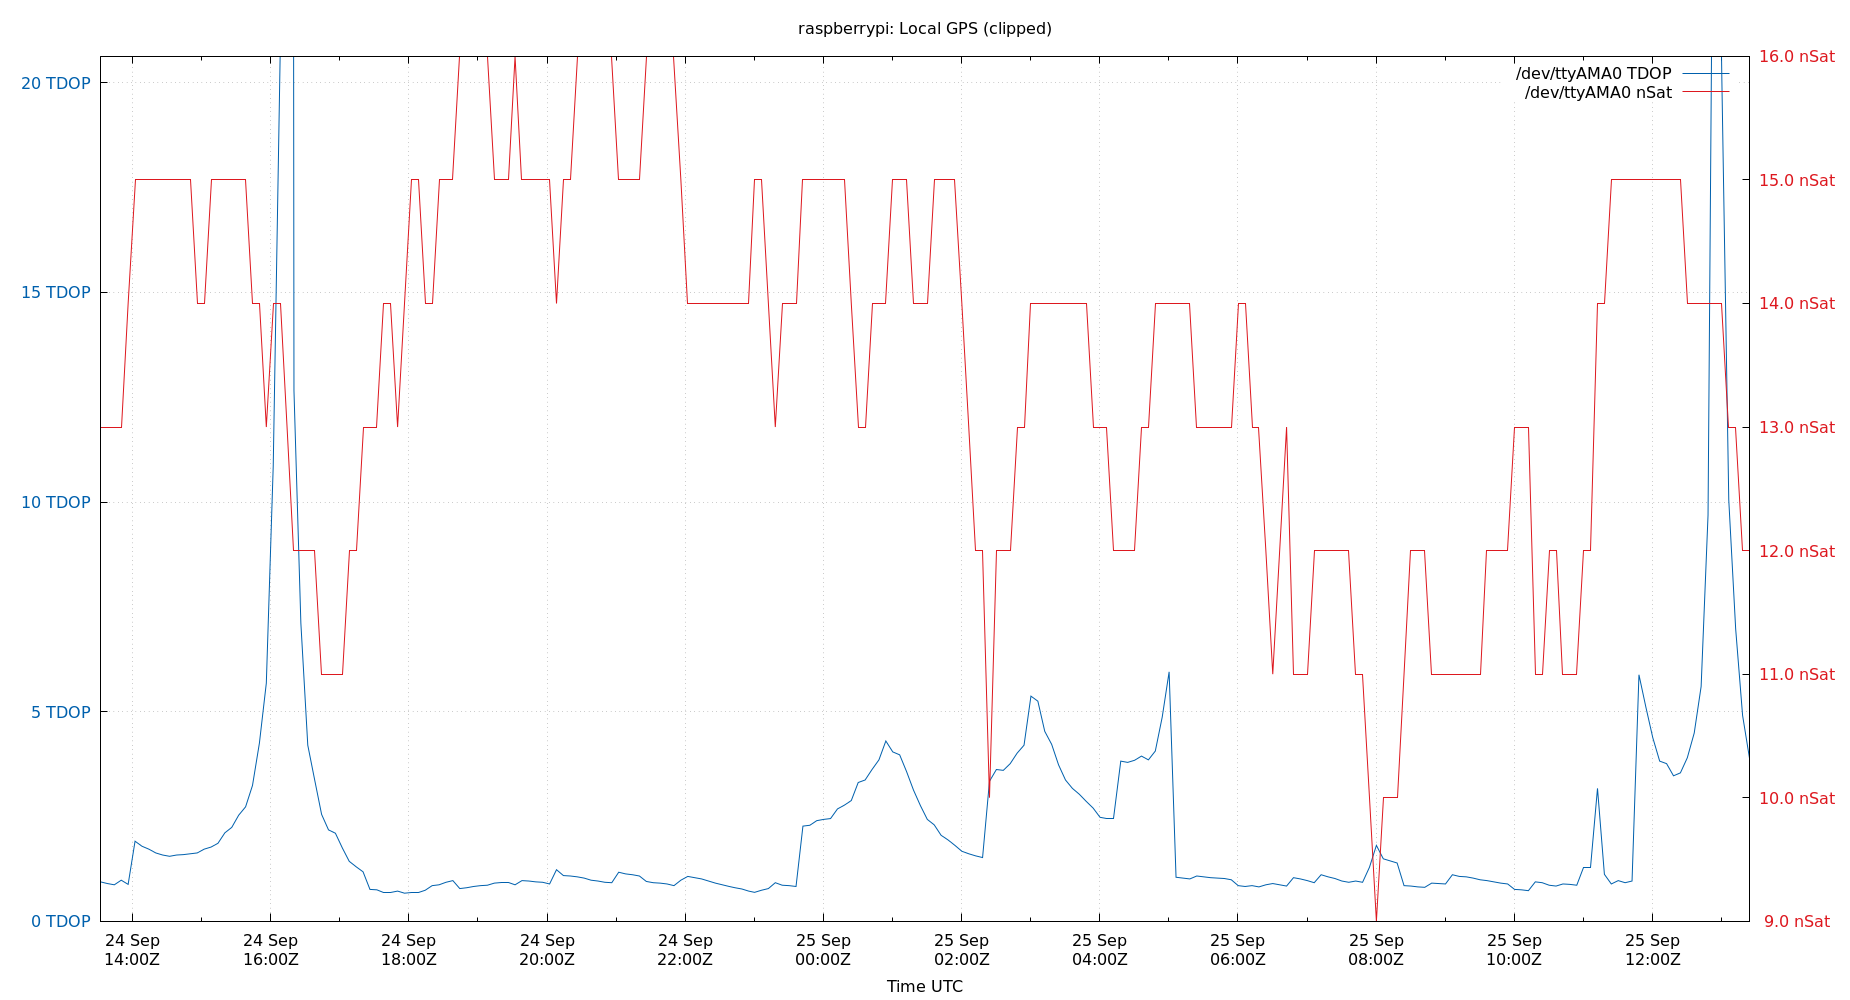 raspberrypi: Local GPS (clipped)
/dev/ttyAMA0 TDOP
/dev/ttyAMA0 nSat
20 TDOP
15 TDOP
10 TDOP
5 TDOP
0 TDOP
16.0 nSat
15.0 nSat
14.0 nSat
13.0 nSat
12.0 nSat
11.0 nSat
10.0 nSat
9.0 nSat
24 Sep
14:00Z
24 Sep
16:00Z
24 Sep
18:00Z
24 Sep
20:00Z
24 Sep
22:00Z
25 Sep
00:00Z
25 Sep
02:00Z
25 Sep
04:00Z
25 Sep
06:00Z
25 Sep
08:00Z
25 Sep
10:00Z
25 Sep
12:00Z
Time UTC